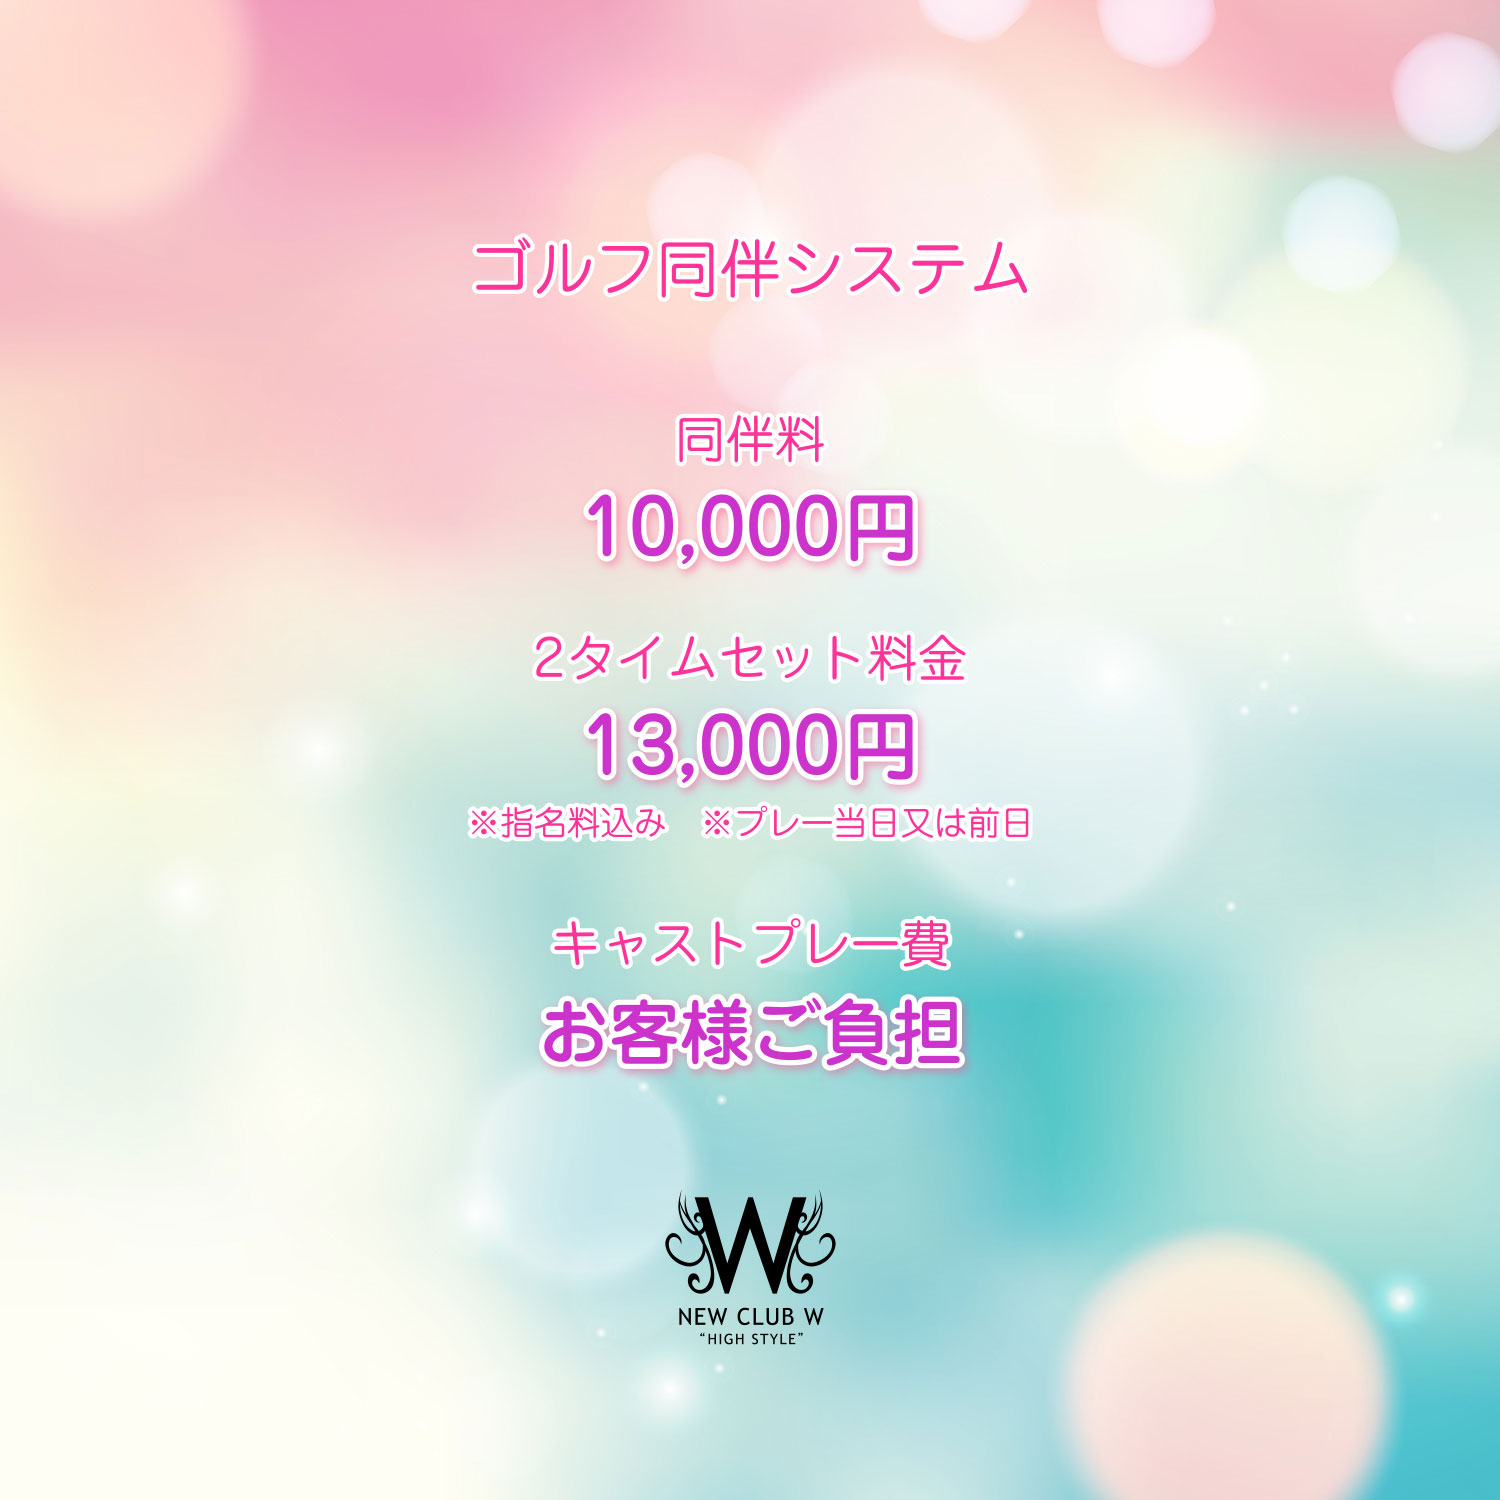 ゴルフ同伴システム
同伴料
10,000円
2タイムセット料金
13,000円
※指名料込み　※プレー当日又は前日
キャストプレー費
お客様ご負担
W
NEW CLUB W
“HIGH STYLE”